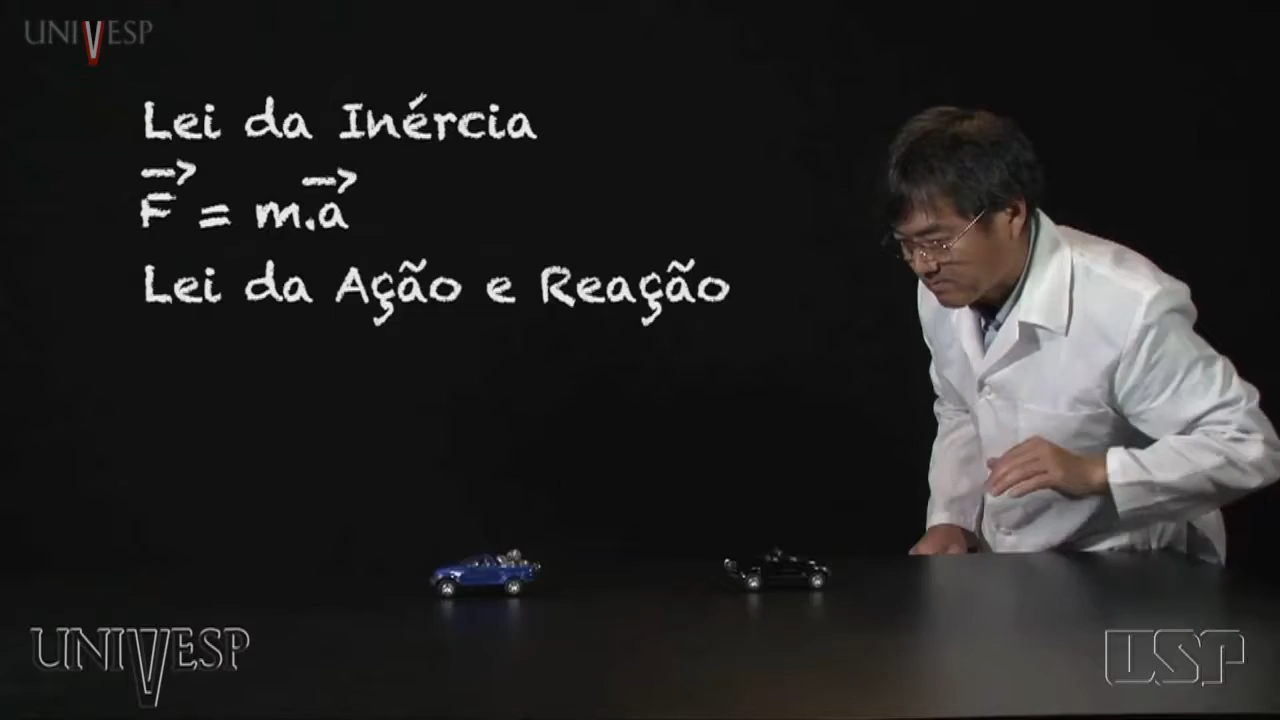 UNIVESP
Lei da Inércia
F = m.a
Lei da Ação e Reação
UNIVESP
USP